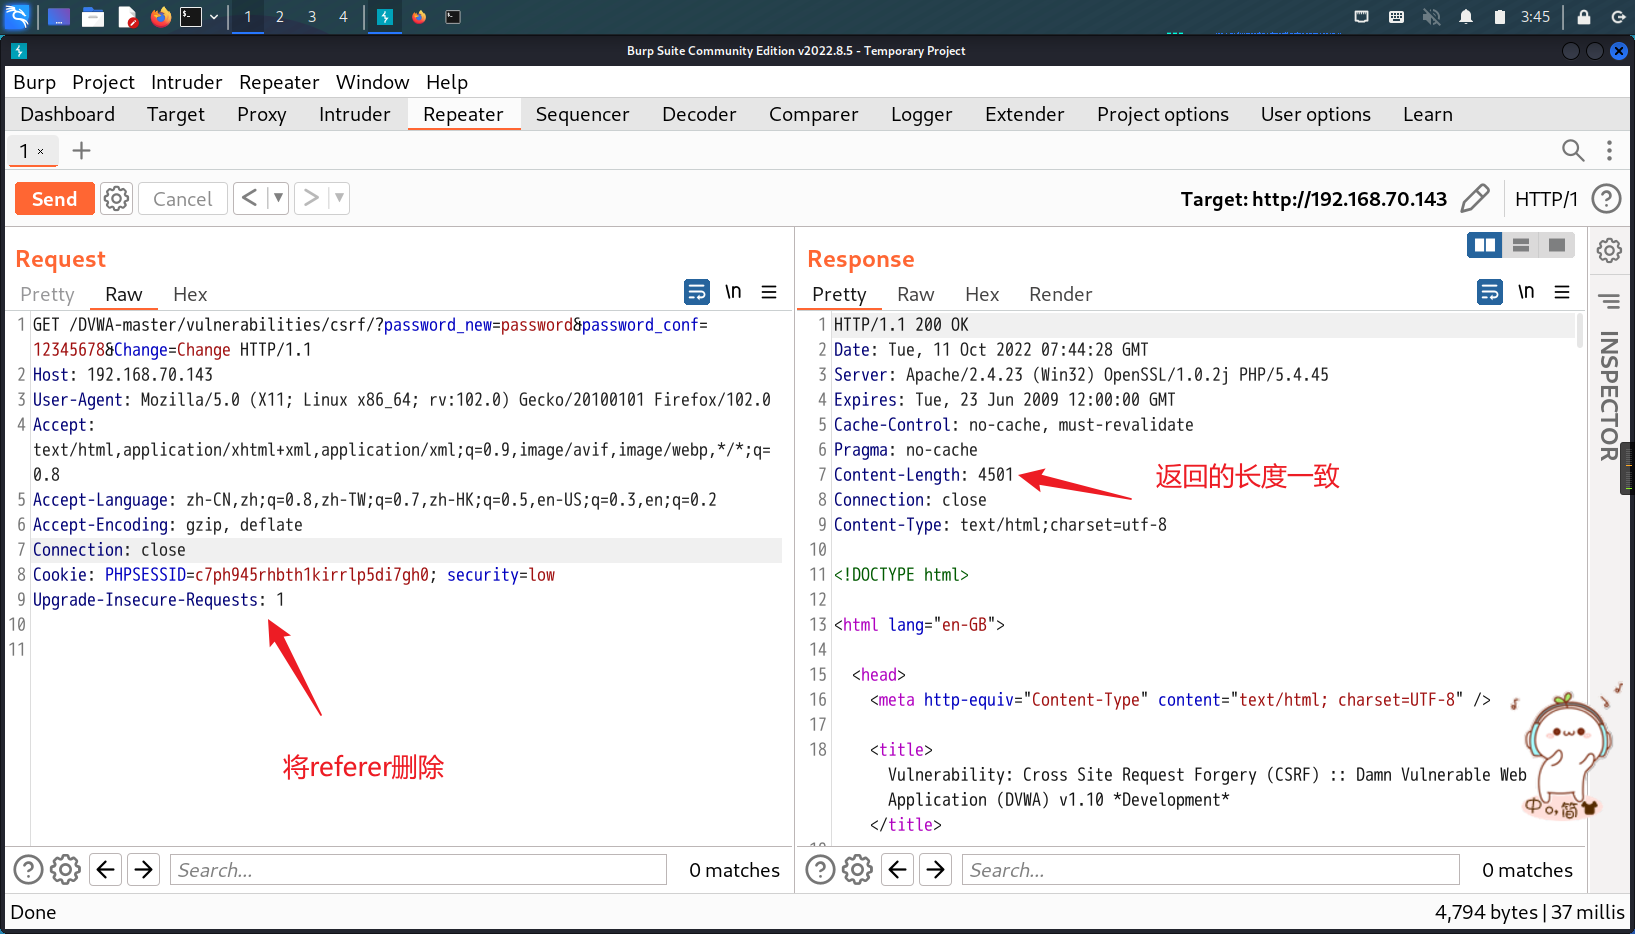 1 2 3 4
3:45
Burp Suite Community Edition v2022.8.5 - Temporary Project
Burp Project Intruder Repeater Window Help
Dashboard Target Proxy Intruder Repeater Sequencer Decoder Comparer Logger Extender Project options User options Learn
1 × +
Send Cancel < > Target: http://192.168.70.143 HTTP/1 ?
Request
Pretty Raw Hex \n
1 GET /DVWA-master/vulnerabilities/csrf/?password_new=password&password_conf=
12345678&Change=Change HTTP/1.1
2 Host: 192.168.70.143
3 User-Agent: Mozilla/5.0 (X11; Linux x86_64; rv:102.0) Gecko/20100101 Firefox/102.0
4 Accept:
text/html,application/xhtml+xml,application/xml;q=0.9,image/avif,image/webp,*/*;q=
0.8
5 Accept-Language: zh-CN,zh;q=0.8,zh-TW;q=0.7,zh-HK;q=0.5,en-US;q=0.3,en;q=0.2
6 Accept-Encoding: gzip, deflate
7 Connection: close
8 Cookie: PHPSESSID=c7ph945rhbth1kirrlp5di7gh0; security=low
9 Upgrade-Insecure-Requests: 1
10
11
将referer删除
? Search... 0 matches
Response
Pretty Raw Hex Render \n
1 HTTP/1.1 200 OK
2 Date: Tue, 11 Oct 2022 07:44:28 GMT
3 Server: Apache/2.4.23 (Win32) OpenSSL/1.0.2j PHP/5.4.45
4 Expires: Tue, 23 Jun 2009 12:00:00 GMT
5 Cache-Control: no-cache, must-revalidate
6 Pragma: no-cache
7 Content-Length: 4501
返回的长度一致
8 Connection: close
9 Content-Type: text/html;charset=utf-8
10
11 <!DOCTYPE html>
12
13 <html lang="en-GB">
14
15 <head>
16 <meta http-equiv="Content-Type" content="text/html; charset=UTF-8" />
17
18 <title>
Vulnerability: Cross Site Request Forgery (CSRF) :: Damn Vulnerable Web
Application (DVWA) v1.10 *Development*
</title>
? Search... 0 matches
INSPECTOR
中 简
Done
4,794 bytes | 37 millis